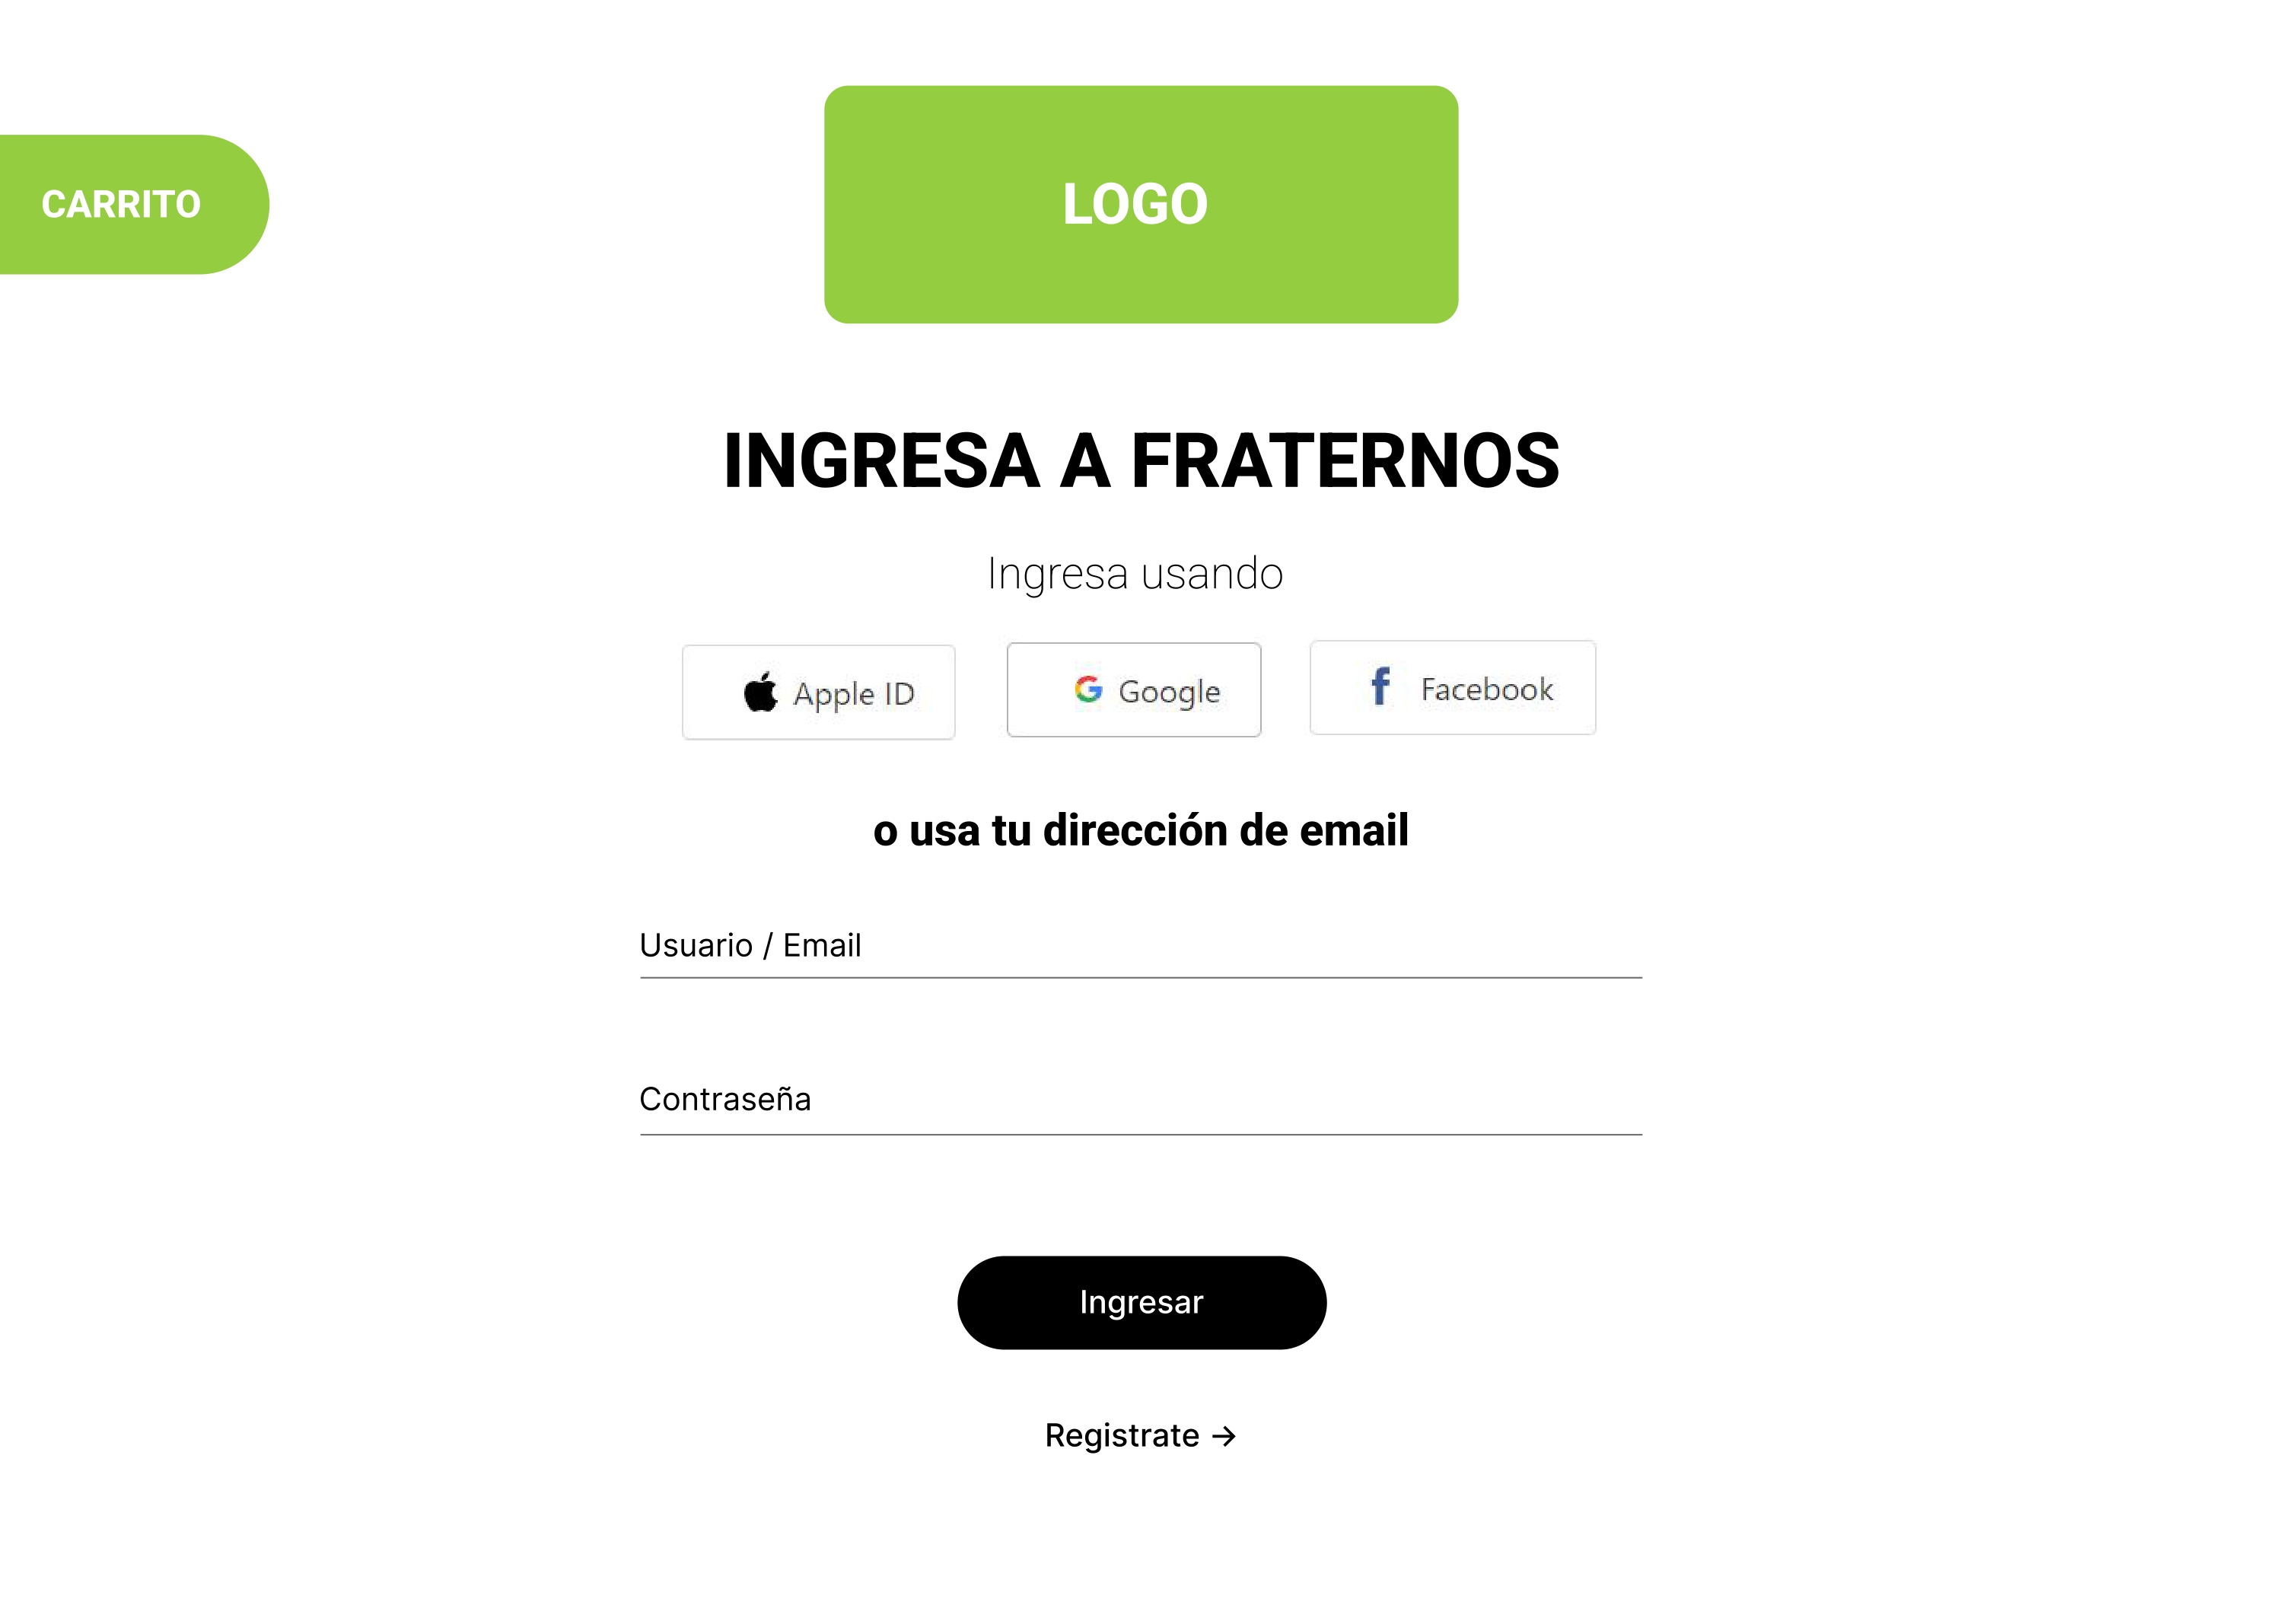 CARRITO
LOGO
INGRESA A FRATERNOS
Ingresa usando
Apple ID
Google
Facebook
o usa tu dirección de email
Usuario / Email
Contraseña
Ingresar
Registrate →